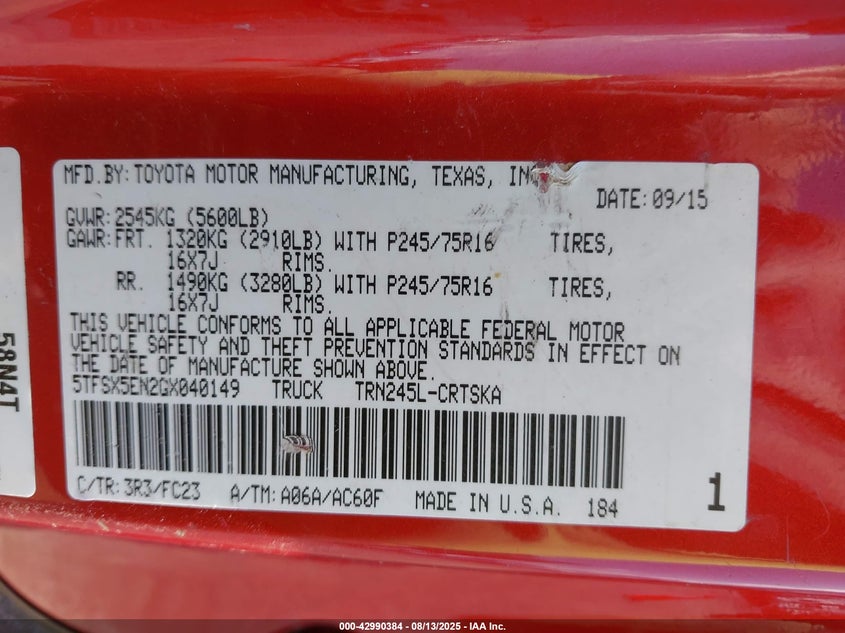 MFD.BY: TOYOTA MOTOR MANUFACTURING, TEXAS,
DATE: 09/15
GVWR: 2545KG (5600LB)
GAWR: FRT. 1320KG (2910LB) WITH P245/75R16 TIRES,
16X7J RIMS.
RR. 1490KG (3280LB) WITH P245/75R16 TIRES,
16X7J RIMS.
THIS VEHICLE CONFORMS TO ALL APPLICABLE FEDERAL MOTOR
VEHICLE SAFETY AND THEFT PREVENTION STANDARDS IN EFFECT ON
THE DATE OF MANUFACTURE SHOWN ABOVE.
5TFSX5EN2GX040149 TRUCK TRN245L-CRTSKA
C/TR: 3R3/FC23 A/TM: A06A/AC60F MADE IN U.S.A. 184
1
58N4T
000-42990384 - 08/13/2025 - IAA Inc.